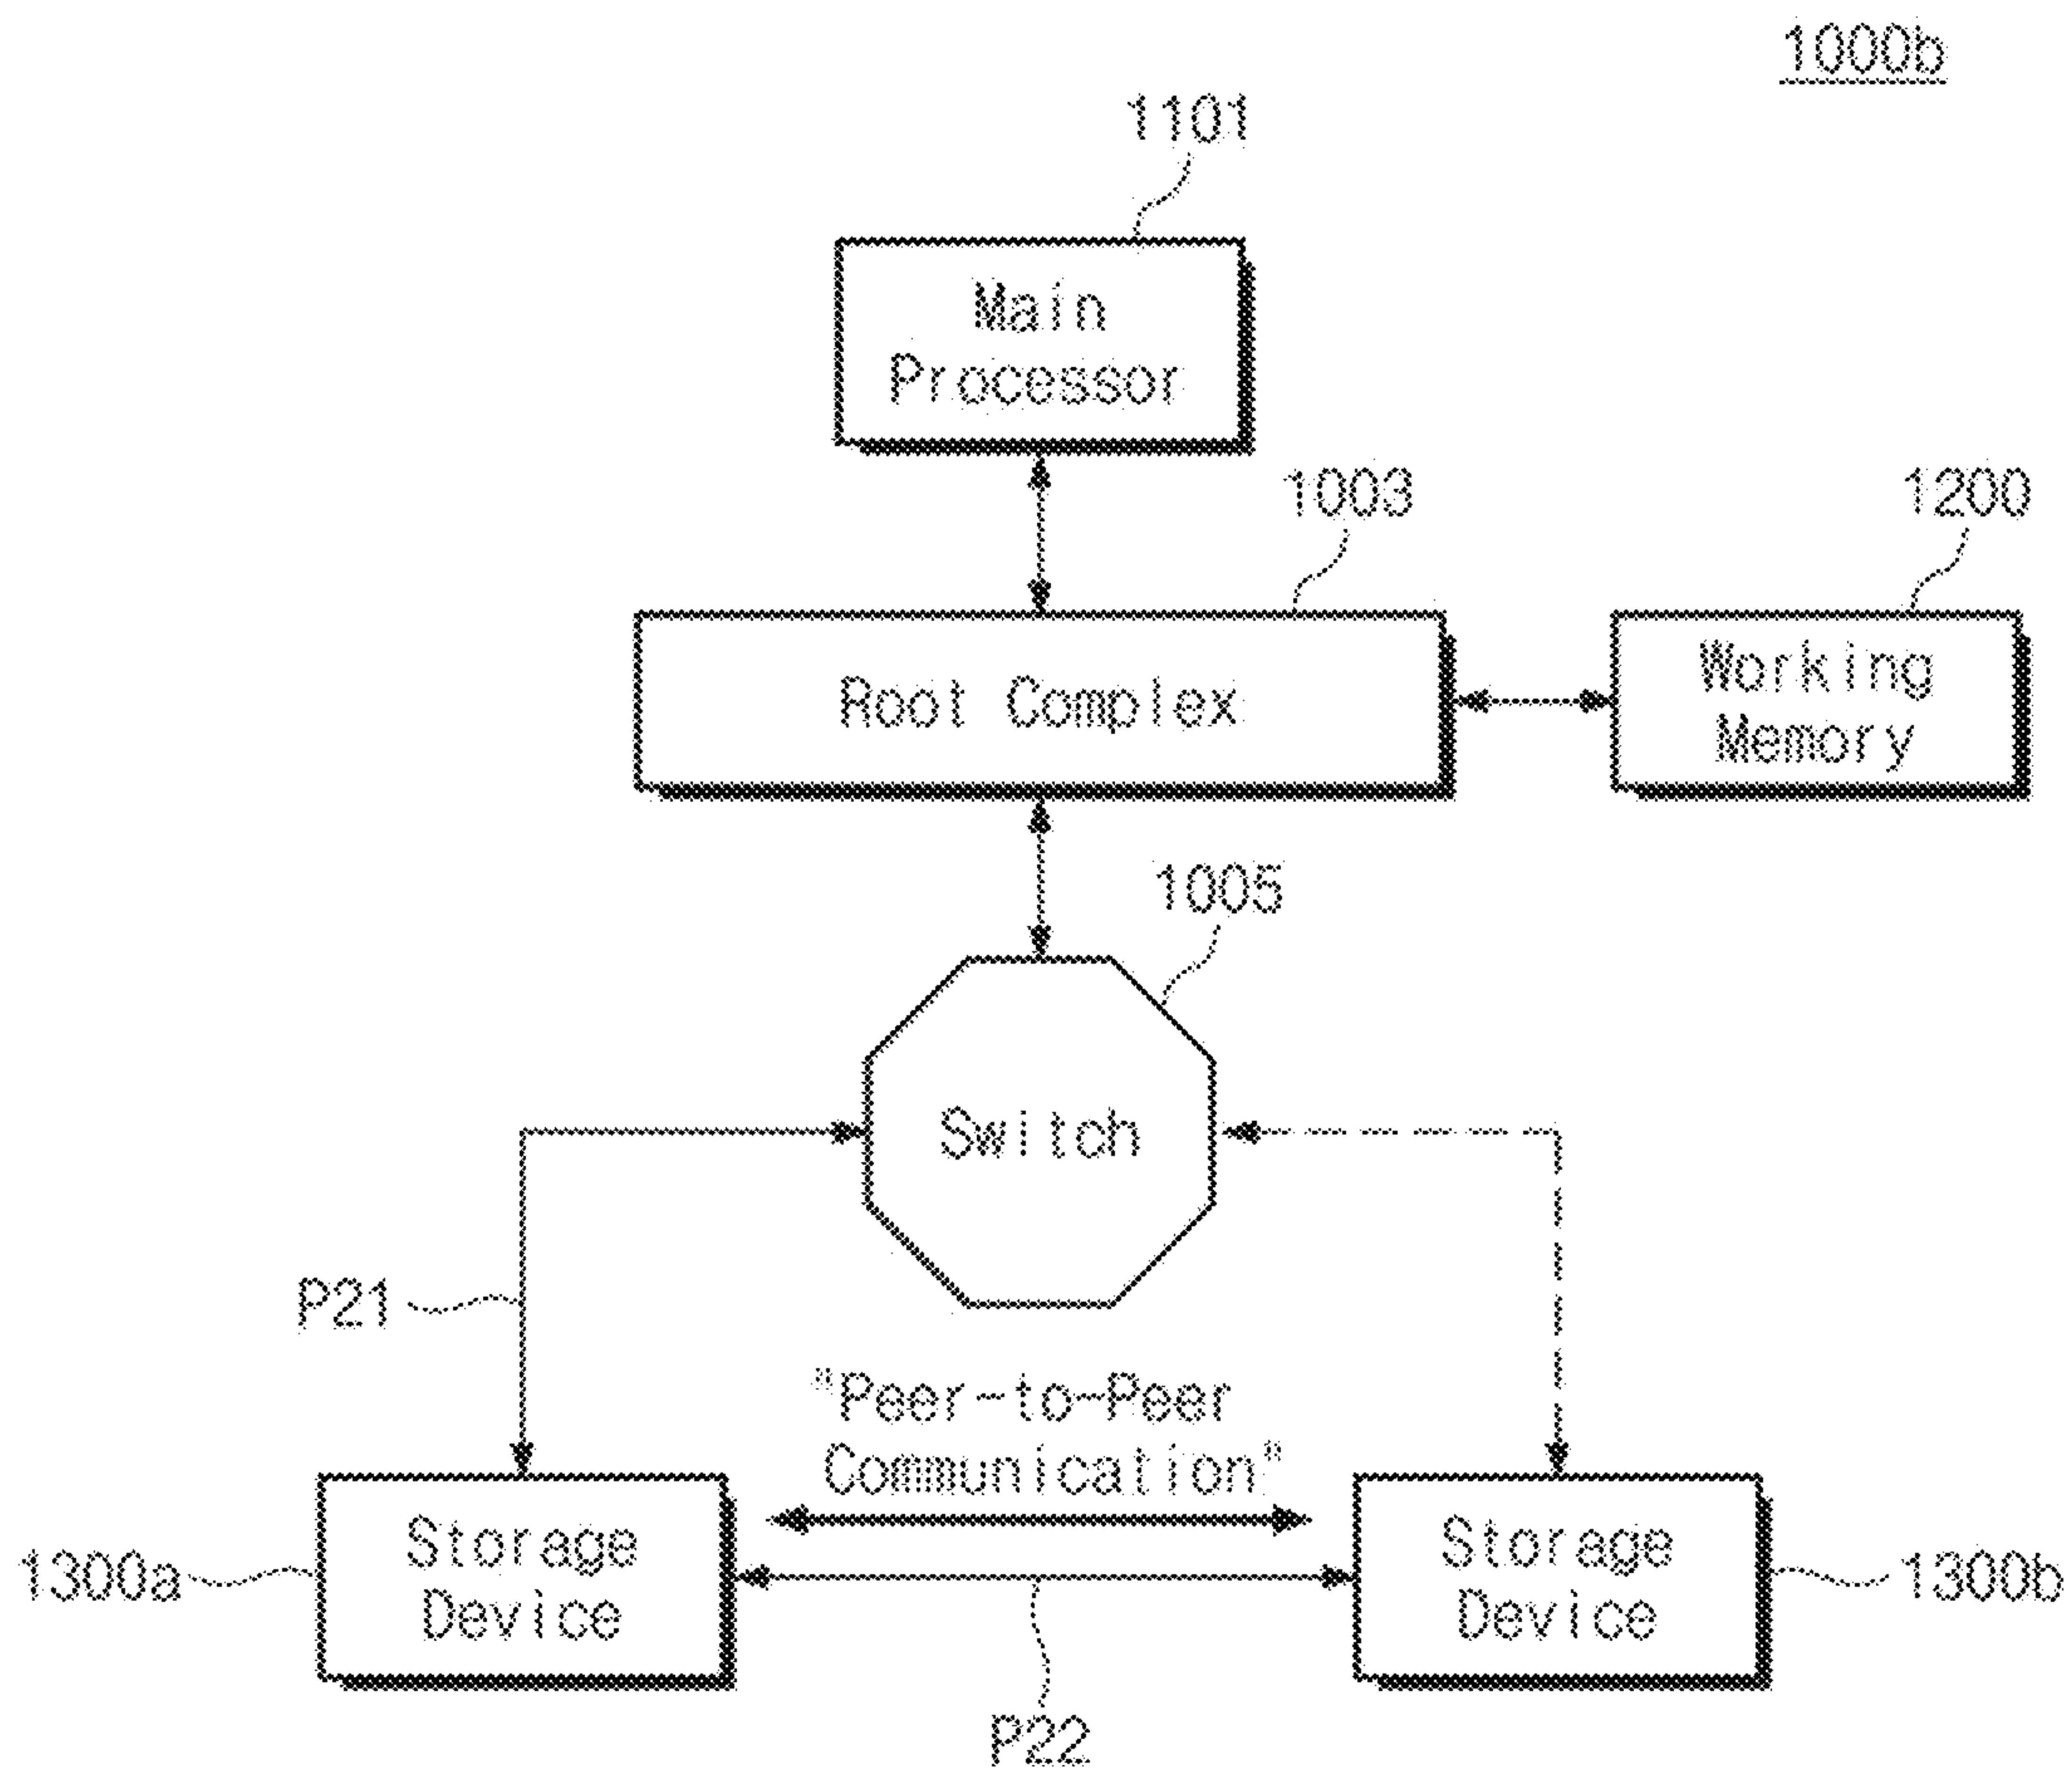 1000b
1101
Main
Processor
1003
1200
Root Complex
Working
Memory
1005
Switch
P21
"Peer-to-Peer
Communication"
1300a
Storage
Device
Storage
Device
1300b
P22